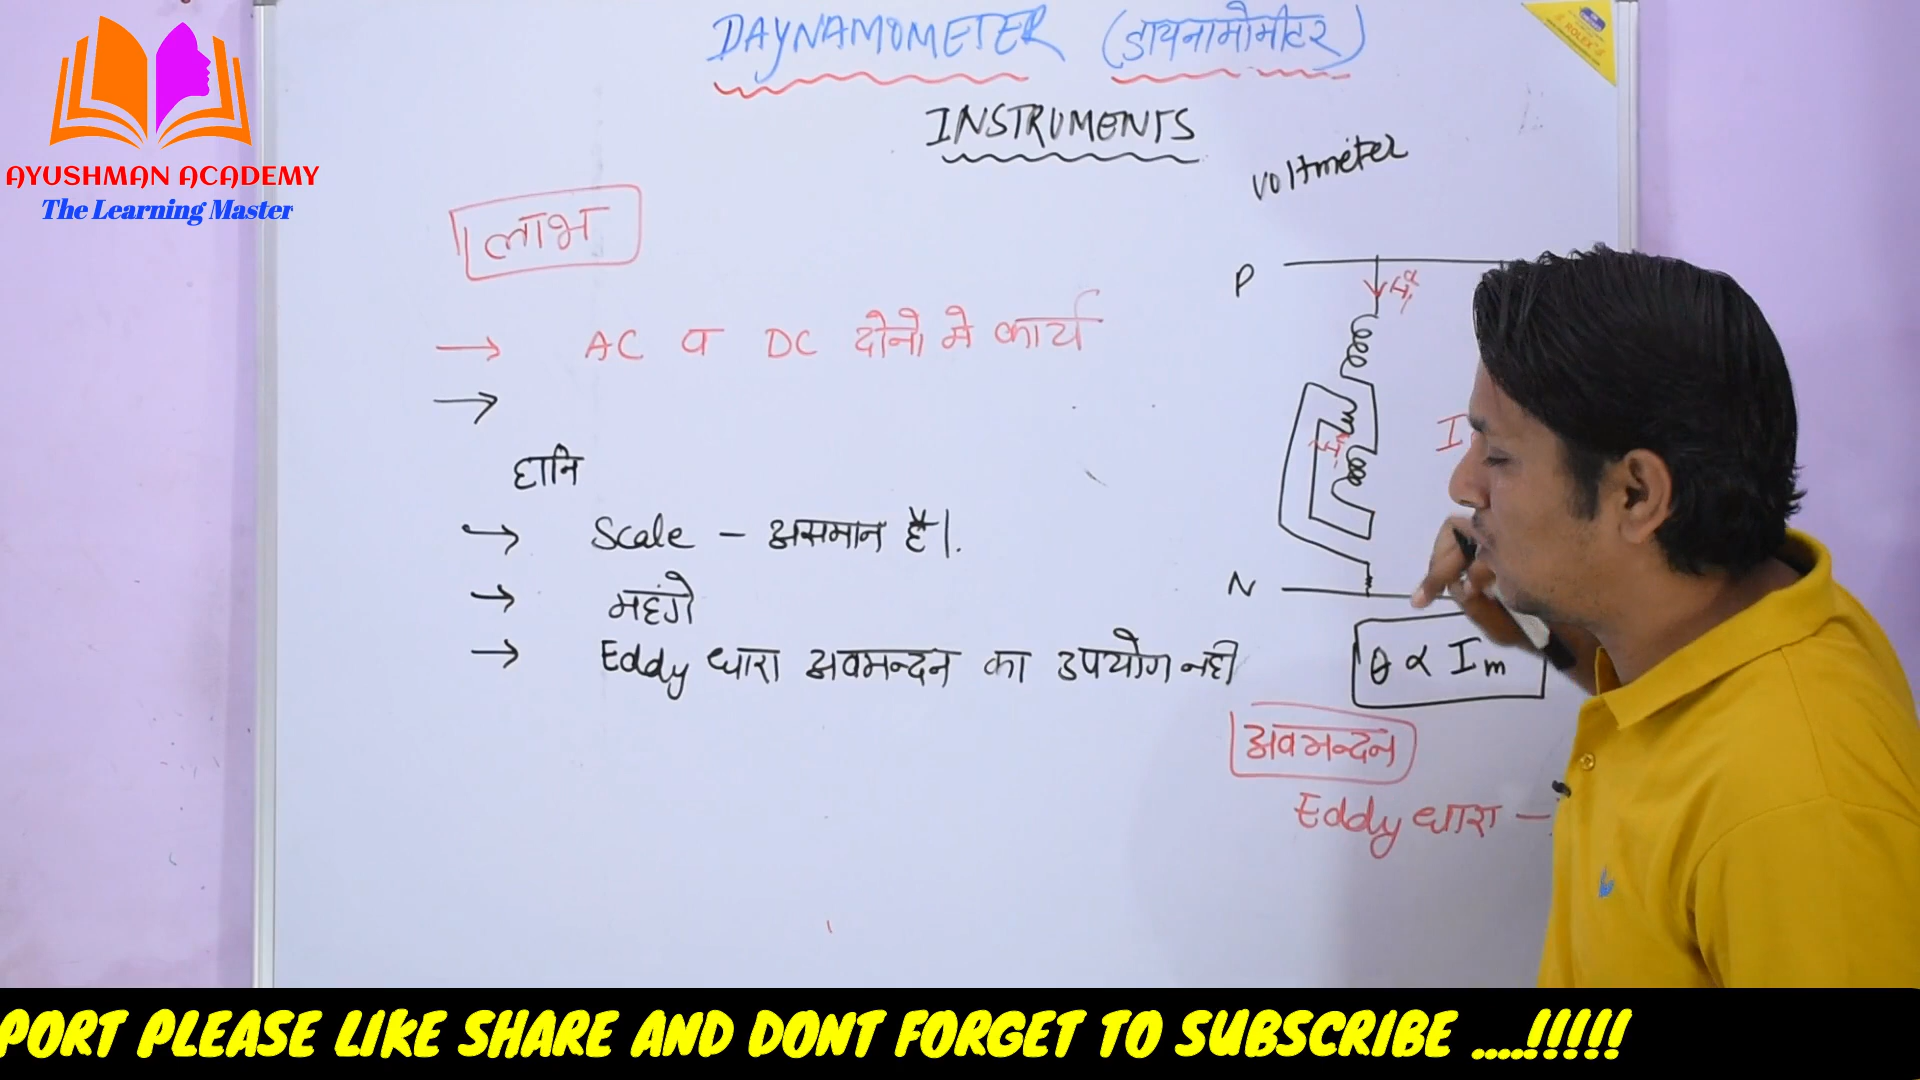 DAYNAMOMETER (डायनामोमीटर)
INSTRUMENTS
AYUSHMAN ACADEMY
The Learning Master
voltmeter
लाभ
P
→ AC व DC दोनो मे कार्य
→
हानि
→ Scale - असमान है।.
→ महंगे
N
→ Eddy धारा अवमन्दन का उपयोग नही
θ ∝ Im
अवमन्दन
Eddy धारा -
PORT PLEASE LIKE SHARE AND DONT FORGET TO SUBSCRIBE ....!!!!!